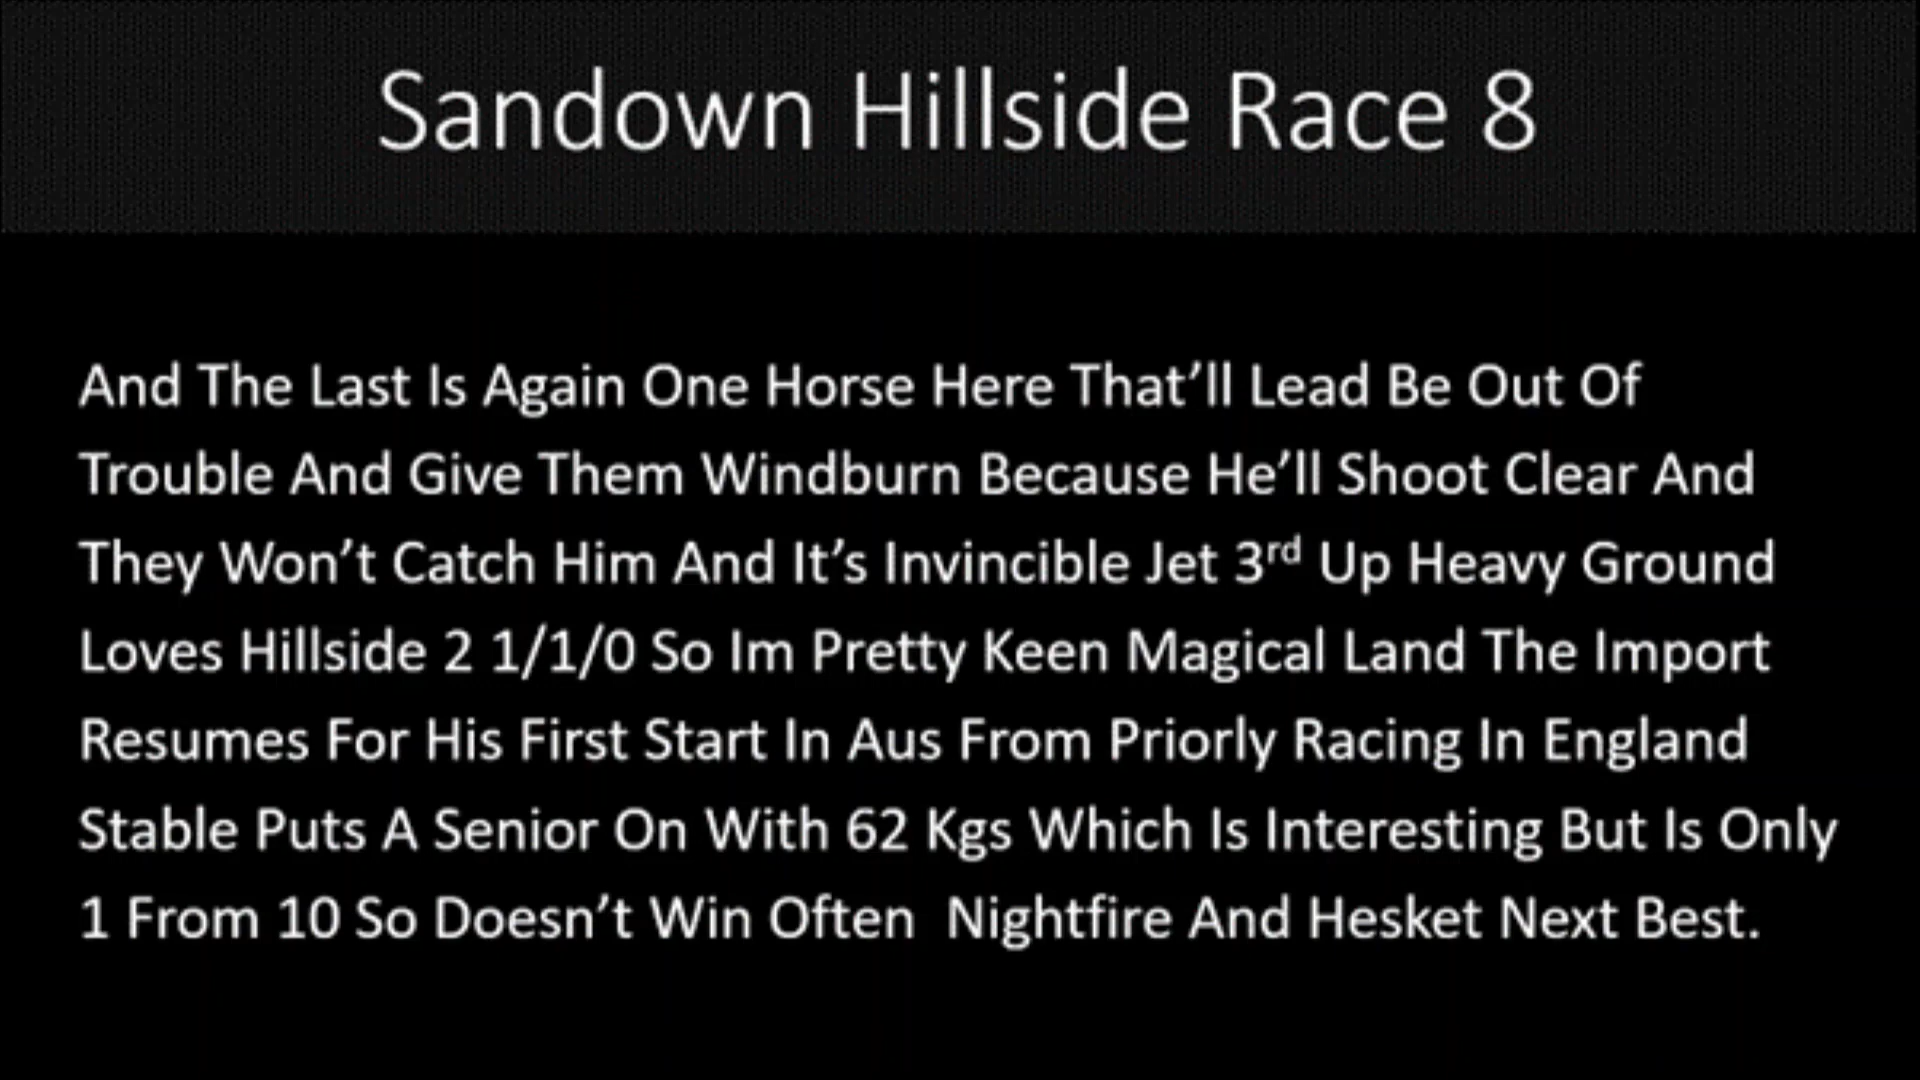 Sandown Hillside Race 8
And The Last Is Again One Horse Here That’ll Lead Be Out Of
Trouble And Give Them Windburn Because He’ll Shoot Clear And
They Won’t Catch Him And It’s Invincible Jet 3rd Up Heavy Ground
Loves Hillside 2 1/1/0 So Im Pretty Keen Magical Land The Import
Resumes For His First Start In Aus From Priorly Racing In England
Stable Puts A Senior On With 62 Kgs Which Is Interesting But Is Only
1 From 10 So Doesn’t Win Often  Nightfire And Hesket Next Best.